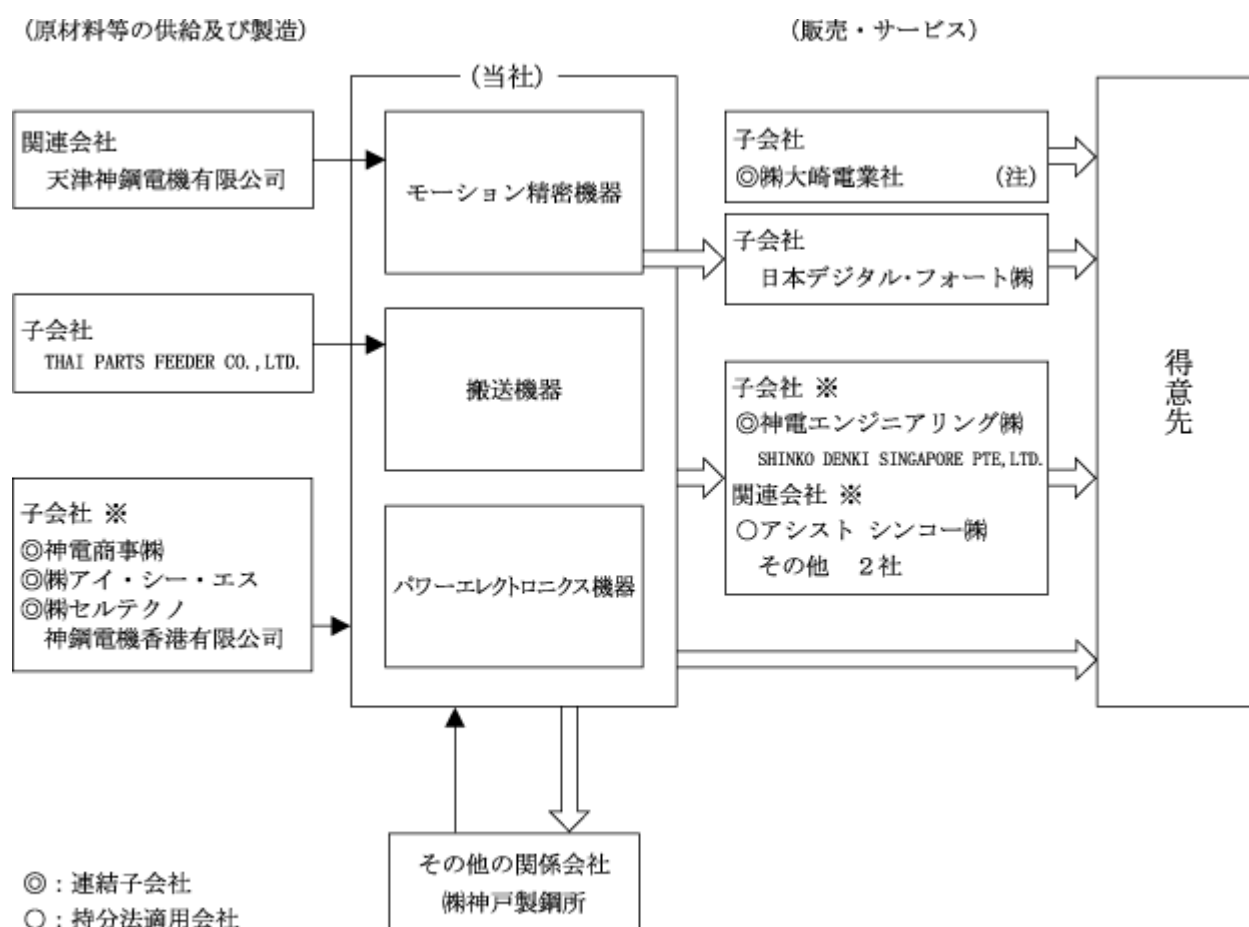 (原材料等の供給及び製造)
(販売・サービス)
(当社)
関連会社
天津神鋼電機有限公司
子会社
THAI PARTS FEEDER CO.,LTD.
子会社 ※
◎神電商事㈱
◎㈱アイ・シー・エス
◎㈱セルテクノ
神鋼電機香港有限公司
モーション精密機器
搬送機器
パワーエレクトロニクス機器
子会社
◎㈱大崎電業社 (注)
子会社
日本デジタル・フォート㈱
子会社 ※
◎神電エンジニアリング㈱
SHINKO DENKI SINGAPORE PTE,LTD.
関連会社 ※
○アシスト シンコー㈱
その他 2社
得意先
その他の関係会社
㈱神戸製鋼所
◎：連結子会社
○：持分法適用会社